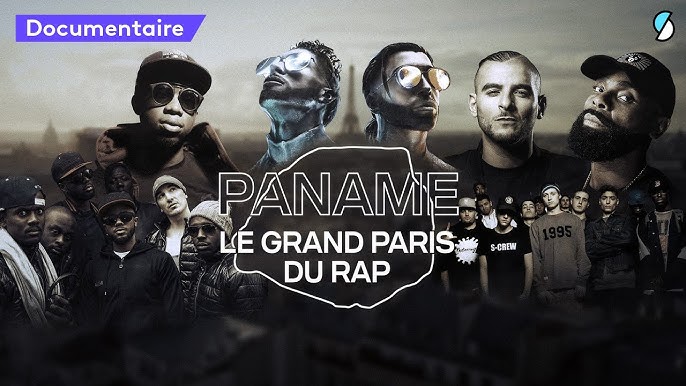 Documentaire
PANAME
LE GRAND PARIS
DU RAP
S-CREW
1995